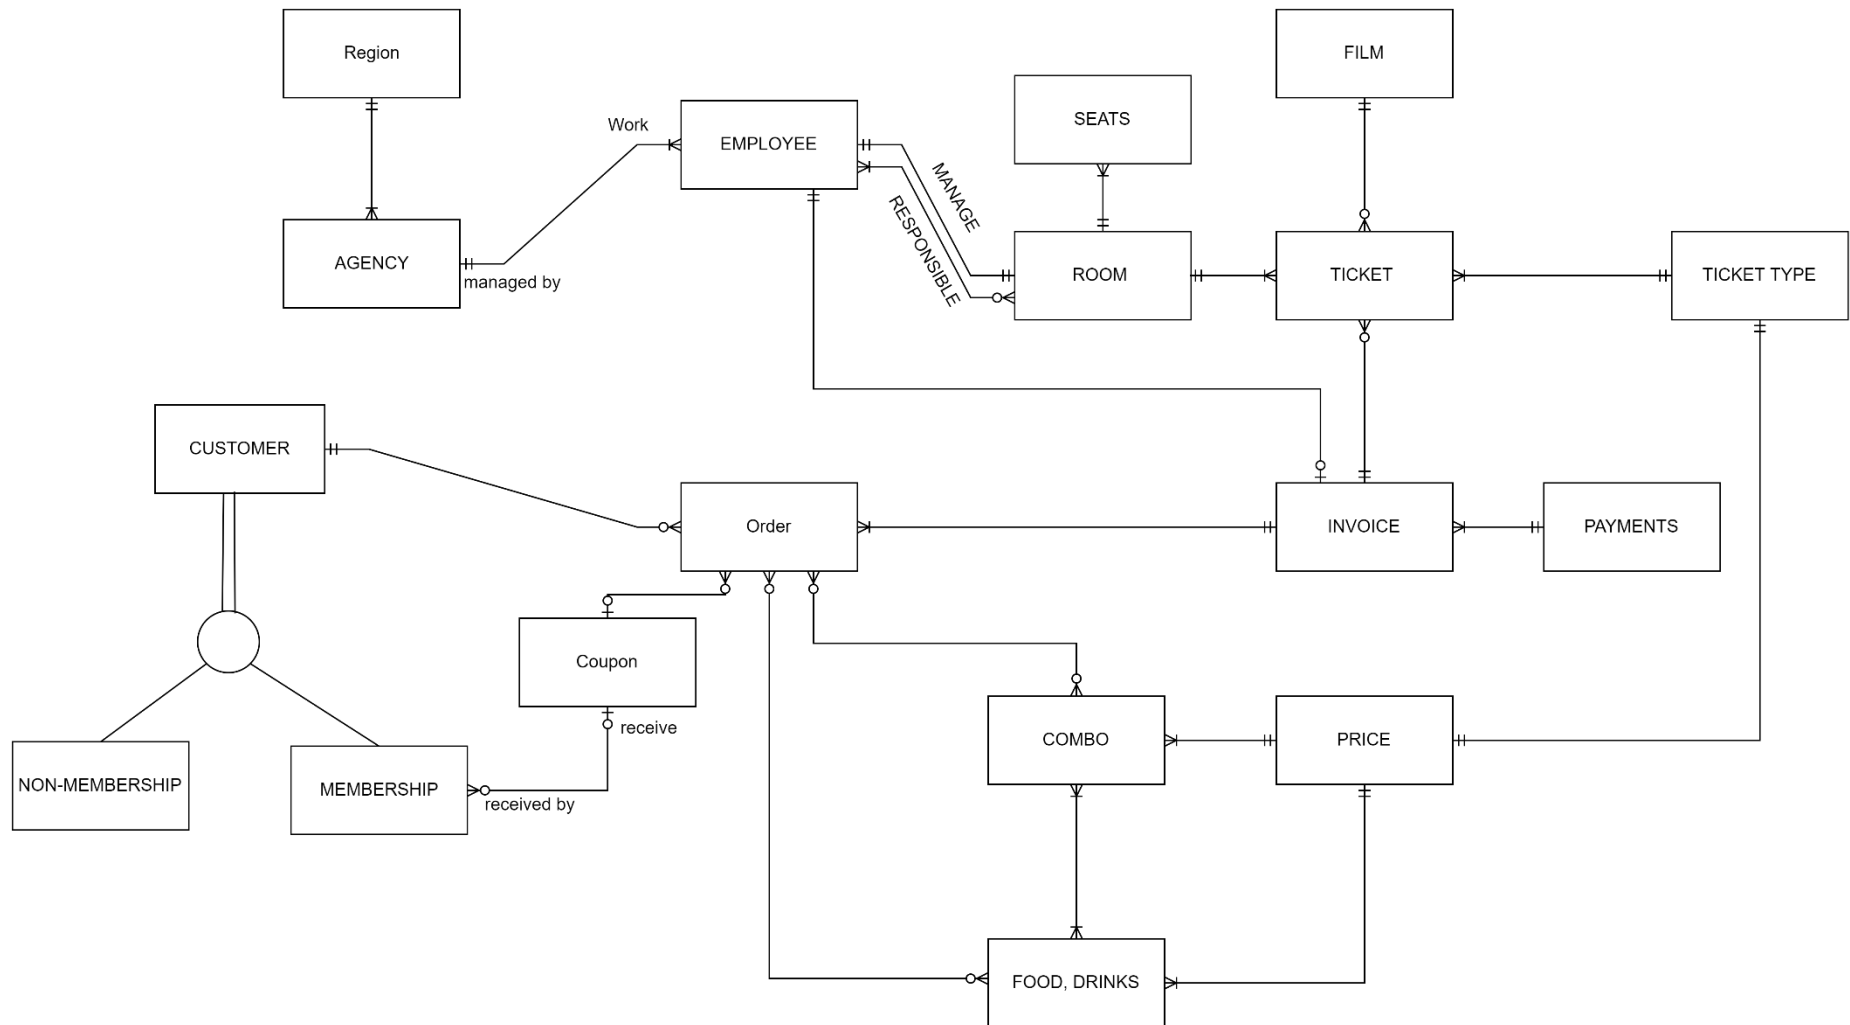 Region
FILM
SEATS
Work
EMPLOYEE
MANAGE
RESPONSIBLE
AGENCY
managed by
ROOM
TICKET
TICKET TYPE
CUSTOMER
Order
INVOICE
PAYMENTS
Coupon
receive
COMBO
PRICE
NON-MEMBERSHIP
MEMBERSHIP
received by
FOOD, DRINKS